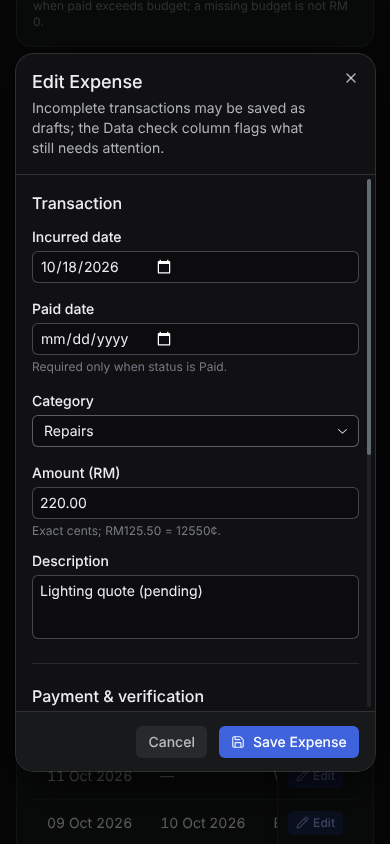 when paid exceeds budget; a missing budget is not RM
0.
Edit Expense
Incomplete transactions may be saved as
drafts; the Data check column flags what
still needs attention.
Transaction
Incurred date
10/18/2026
Paid date
mm/dd/yyyy
Required only when status is Paid.
Category
Repairs
Amount (RM)
220.00
Exact cents; RM125.50 = 12550¢.
Description
Lighting quote (pending)
Payment & verification
Cancel
Save Expense
11 Oct 2026 — Edit
09 Oct 2026 10 Oct 2026 Edit